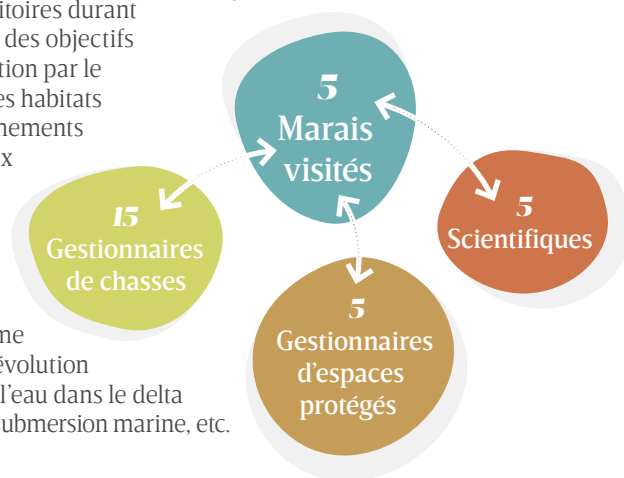 itoires durant
des objectifs
tion par le
es habitats
nements
x
5
Marais
visités
15
Gestionnaires
de chasses
5
Scientifiques
5
Gestionnaires
d'espaces
protégés
me
évolution
l'eau dans le delta
submersion marine, etc.